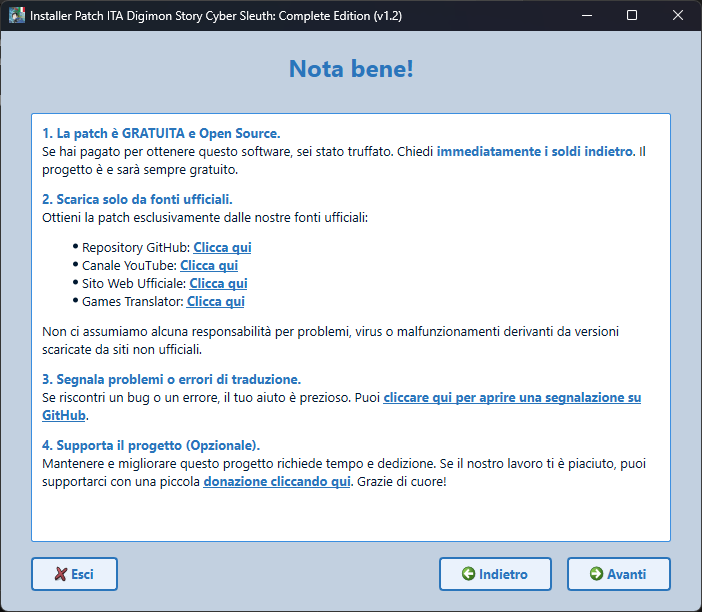 Installer Patch ITA Digimon Story Cyber Sleuth: Complete Edition (v1.2)
Nota bene!
1. La patch è GRATUITA e Open Source.
Se hai pagato per ottenere questo software, sei stato truffato. Chiedi immediatamente i soldi indietro. Il
progetto è e sarà sempre gratuito.
2. Scarica solo da fonti ufficiali.
Ottieni la patch esclusivamente dalle nostre fonti ufficiali:
• Repository GitHub: Clicca qui
• Canale YouTube: Clicca qui
• Sito Web Ufficiale: Clicca qui
• Games Translator: Clicca qui
Non ci assumiamo alcuna responsabilità per problemi, virus o malfunzionamenti derivanti da versioni
scaricate da siti non ufficiali.
3. Segnala problemi o errori di traduzione.
Se riscontri un bug o un errore, il tuo aiuto è prezioso. Puoi cliccare qui per aprire una segnalazione su
GitHub.
4. Supporta il progetto (Opzionale).
Mantenere e migliorare questo progetto richiede tempo e dedizione. Se il nostro lavoro ti è piaciuto, puoi
supportarci con una piccola donazione cliccando qui. Grazie di cuore!
Esci
Indietro
Avanti